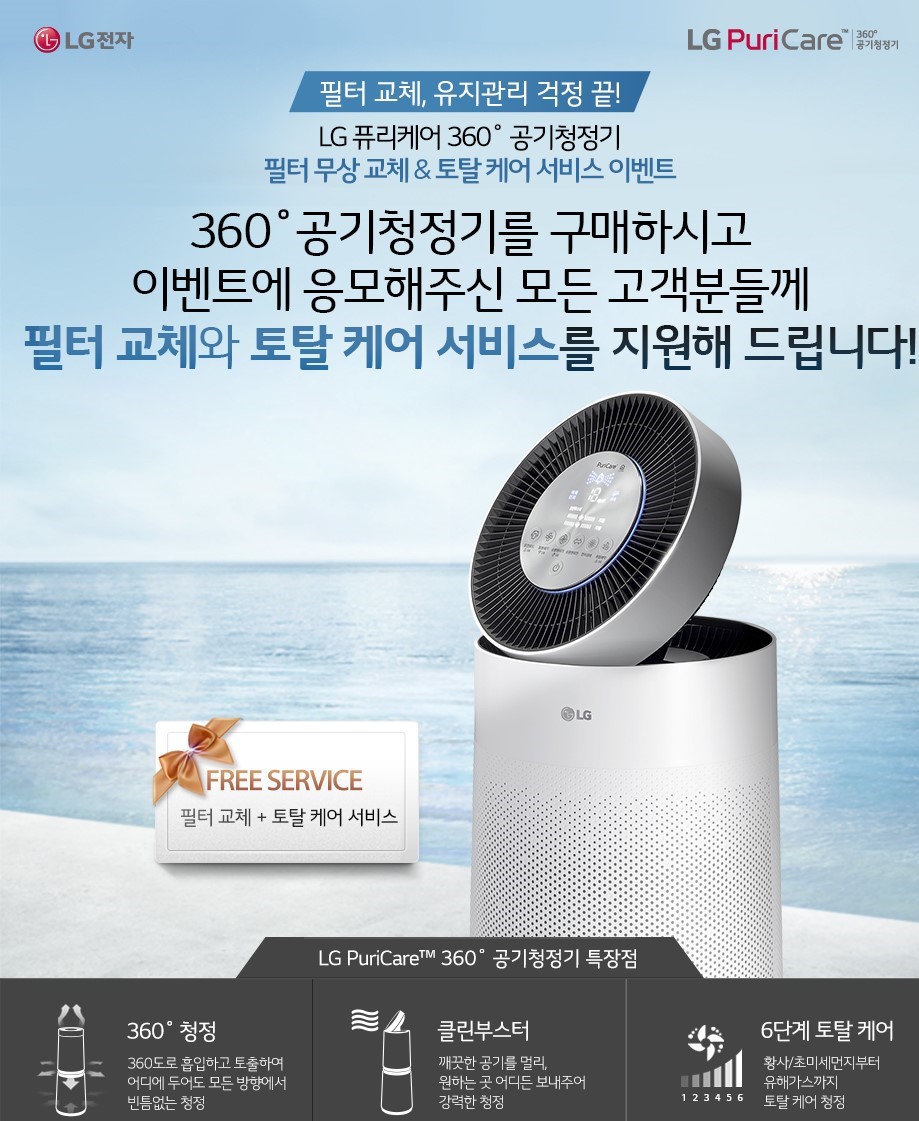 LG전자
LG PuriCare™ 360° 공기청정기
필터 교체, 유지관리 걱정 끝!
LG 퓨리케어 360° 공기청정기
필터 무상 교체 & 토탈 케어 서비스 이벤트
360° 공기청정기를 구매하시고
이벤트에 응모해주신 모든 고객분들께
필터 교체와 토탈 케어 서비스를 지원해 드립니다!
PuriCare
LG
FREE SERVICE
필터 교체 + 토탈 케어 서비스
LG PuriCare™ 360° 공기청정기 특장점
360° 청정
360도로 흡입하고 토출하여
어디에 두어도 모든 방향에서
빈틈없는 청정
클린부스터
깨끗한 공기를 멀리,
원하는 곳 어디든 보내주어
강력한 청정
1 2 3 4 5 6
6단계 토탈 케어
황사/초미세먼지부터
유해가스까지
토탈 케어 청정